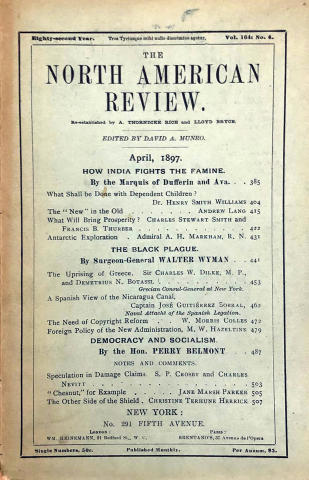 Eighty-second Year. Tros Tyriusque mihi nullo discrimine agetur. Vol. 164: No. 4.
THE
NORTH AMERICAN
REVIEW.
Re-established by A. THORNDIKE RICE and LLOYD BRYCE.
EDITED BY DAVID A. MUNRO.
April, 1897.
HOW INDIA FIGHTS THE FAMINE.
By the Marquis of Dufferin and Ava. . . 385
What Shall be Done with Dependent Children?
Dr. HENRY SMITH WILLIAMS 404
The "New" in the Old . . . . ANDREW LANG 415
What Will Bring Prosperity? CHARLES STEWART SMITH and
FRANCIS B. THURBER . . . . 422
Antarctic Exploration . Admiral A. H. MARKHAM, R. N. 431
THE BLACK PLAGUE.
By Surgeon-General WALTER WYMAN . . 441
The Uprising of Greece. Sir CHARLES W. DILKE, M. P.,
and DEMETRIUS N. BOTASSI, . . . . 453
Grecian Consul-General at New York.
A Spanish View of the Nicaragua Canal,
Captain JOSÉ GUTIÉRREZ SOBRAL, 462
Naval Attaché of the Spanish Legation.
The Need of Copyright Reform . W. MORRIS COLLES 472
Foreign Policy of the New Administration, M. W. HAZELTINE 479
DEMOCRACY AND SOCIALISM.
By the Hon. PERRY BELMONT . . 487
NOTES AND COMMENTS.
Speculation in Damage Claims. S. P. CROSBY and CHARLES
NEVITT . . . . 503
"Chesnut," for Example . JANE MARSH PARKER 505
The Other Side of the Shield. CHRISTINE TERHUNE HERRICK 507
NEW YORK:
No. 291 FIFTH AVENUE.
London: Paris:
WM. HEINEMANN, 21 Bedford St., W. C. BRENTANO'S, 37 Avenue de l'Opera
Single Numbers, 50c. Published Monthly. Per Annum, $5.